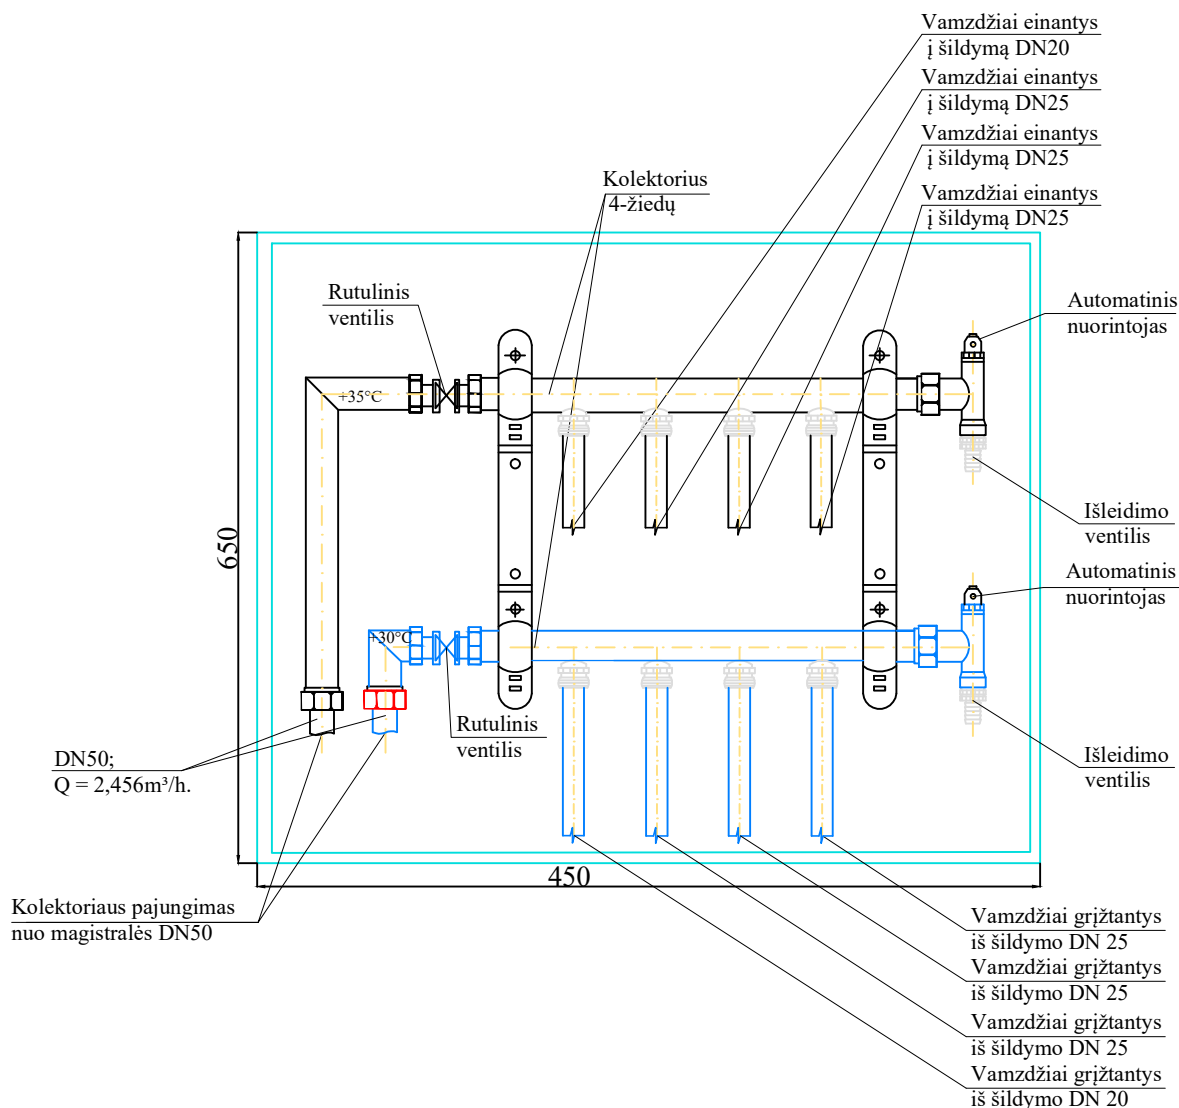 Vamzdžiai einantys
į šildymą DN20
Vamzdžiai einantys
į šildymą DN25
Vamzdžiai einantys
į šildymą DN25
Kolektorius
4-žiedų
Vamzdžiai einantys
į šildymą DN25
Rutulinis
ventilis
Automatinis
nuorintojas
+35°C
650
Išleidimo
ventilis
Automatinis
nuorintojas
+30°C
Rutulinis
ventilis
DN50;
Q = 2,456m³/h.
Išleidimo
ventilis
450
Kolektoriaus pajungimas
nuo magistralės DN50
Vamzdžiai grįžtantys
iš šildymo DN 25
Vamzdžiai grįžtantys
iš šildymo DN 25
Vamzdžiai grįžtantys
iš šildymo DN 25
Vamzdžiai grįžtantys
iš šildymo DN 20